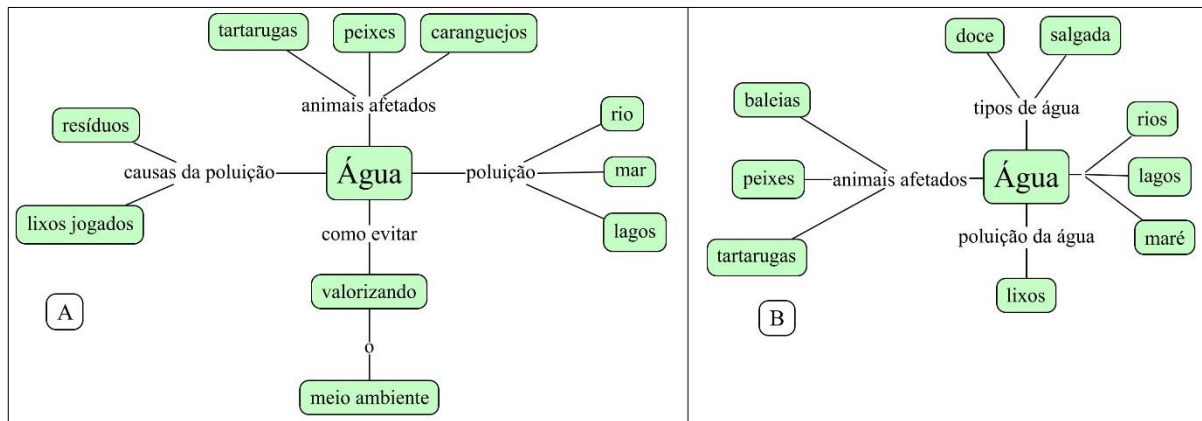 tartarugas
peixes
caranguejos
animais afetados
resíduos
causas da poluição
lixos jogados
Água
poluição
rio
mar
lagos
como evitar
valorizando
o
meio ambiente
A
doce
salgada
tipos de água
baleias
peixes
tartarugas
animais afetados
Água
rios
lagos
maré
poluição da água
lixos
B